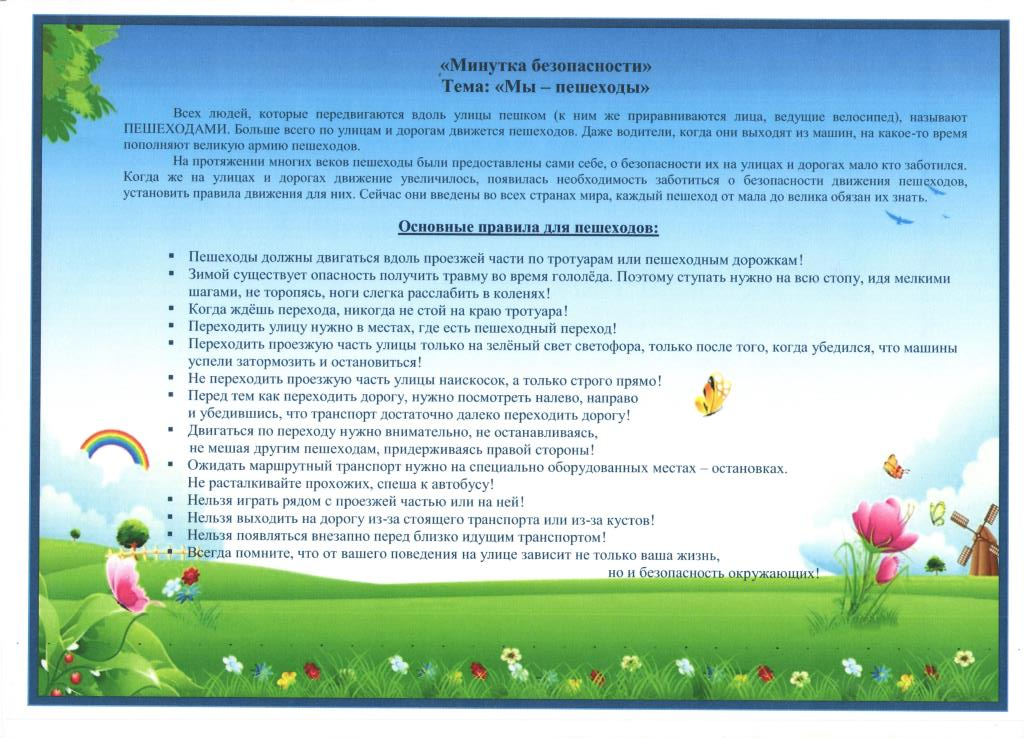 «Минутка безопасности»
Тема: «Мы – пешеходы»
Всех людей, которые передвигаются вдоль улицы пешком (к ним же приравниваются лица, ведущие велосипед), называют
ПЕШЕХОДАМИ. Больше всего по улицам и дорогам движется пешеходов. Даже водители, когда они выходят из машин, на какое-то время
пополняют великую армию пешеходов.
На протяжении многих веков пешеходы были предоставлены сами себе, о безопасности их на улицах и дорогах мало кто заботился.
Когда же на улицах и дорогах движение увеличилось, появилась необходимость заботиться о безопасности движения пешеходов,
установить правила движения для них. Сейчас они введены во всех странах мира, каждый пешеход от мала до велика обязан их знать.
Основные правила для пешеходов:
▪ Пешеходы должны двигаться вдоль проезжей части по тротуарам или пешеходным дорожкам!
▪ Зимой существует опасность получить травму во время гололёда. Поэтому ступать нужно на всю стопу, идя мелкими
шагами, не торопясь, ноги слегка расслабить в коленях!
▪ Когда ждёшь перехода, никогда не стой на краю тротуара!
▪ Переходить улицу нужно в местах, где есть пешеходный переход!
▪ Переходить проезжую часть улицы только на зелёный свет светофора, только после того, когда убедился, что машины
успели затормозить и остановиться!
▪ Не переходить проезжую часть улицы наискосок, а только строго прямо!
▪ Перед тем как переходить дорогу, нужно посмотреть налево, направо
и убедившись, что транспорт достаточно далеко переходить дорогу!
▪ Двигаться по переходу нужно внимательно, не останавливаясь,
не мешая другим пешеходам, придерживаясь правой стороны!
▪ Ожидать маршрутный транспорт нужно на специально оборудованных местах – остановках.
Не расталкивайте прохожих, спеша к автобусу!
▪ Нельзя играть рядом с проезжей частью или на ней!
▪ Нельзя выходить на дорогу из-за стоящего транспорта или из-за кустов!
▪ Нельзя появляться внезапно перед близко идущим транспортом!
▪ Всегда помните, что от вашего поведения на улице зависит не только ваша жизнь,
но и безопасность окружающих!